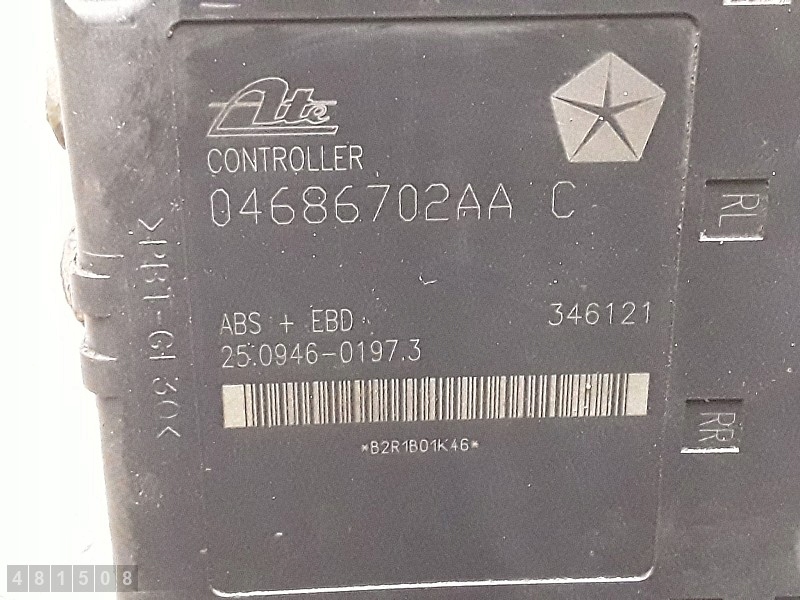 Ate
CONTROLLER
04686702AA C
ABS + EBD 346121
25.0946-0197.3
*B2R1B01K46*
>PBT-GF30<
RL
RR
481508